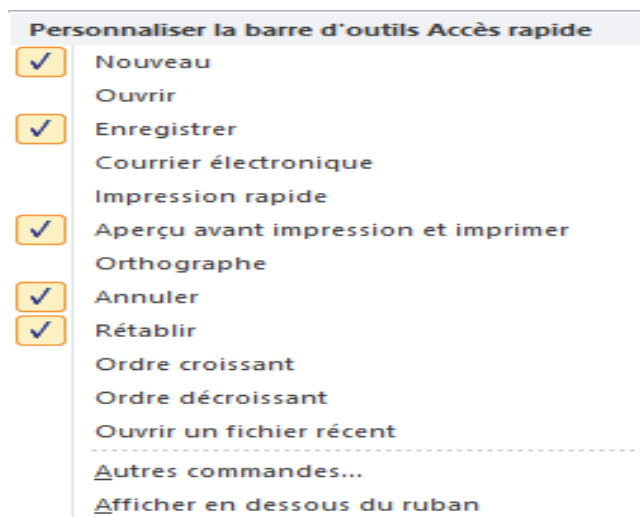 Personnaliser la barre d'outils Accès rapide
Nouveau
Ouvrir
Enregistrer
Courrier électronique
Impression rapide
Aperçu avant impression et imprimer
Orthographe
Annuler
Rétablir
Ordre croissant
Ordre décroissant
Ouvrir un fichier récent
Autres commandes...
Afficher en dessous du ruban